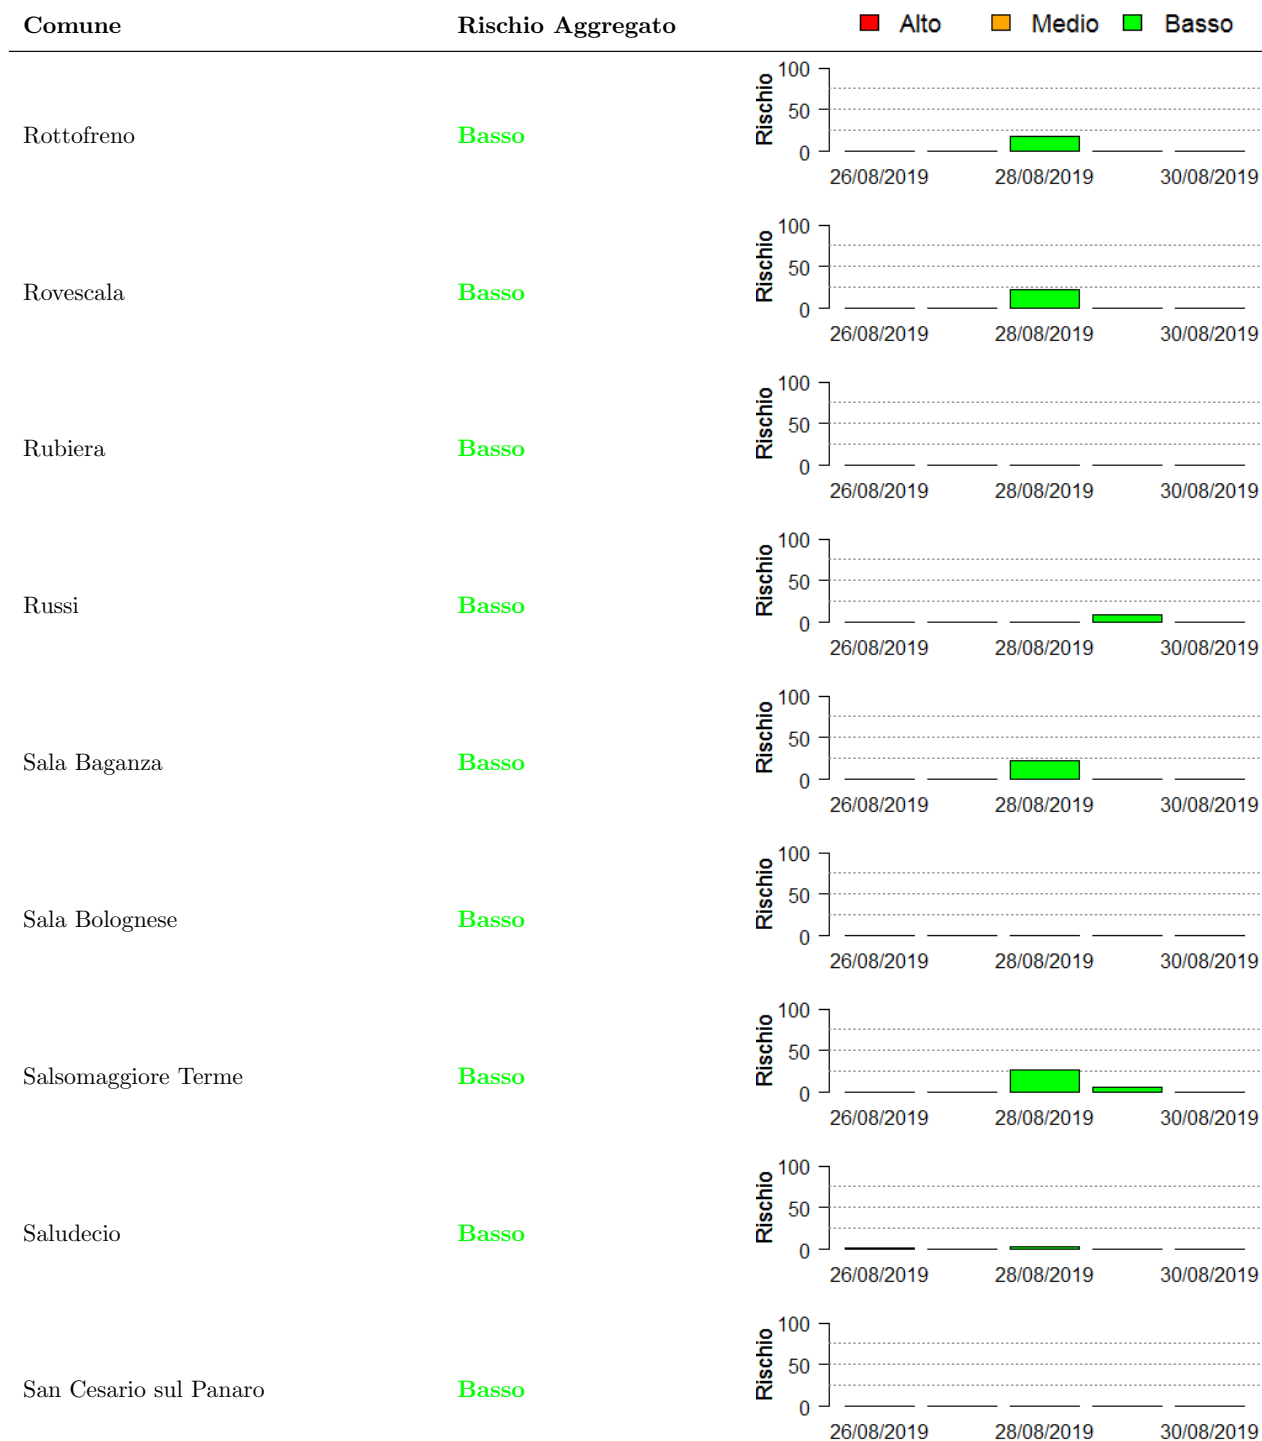 Comune Rischio Aggregato Alto Medio Basso
Rottofreno Basso
Rischio
100
50
0
26/08/2019 28/08/2019 30/08/2019
Rovescala Basso
Rischio
100
50
0
26/08/2019 28/08/2019 30/08/2019
Rubiera Basso
Rischio
100
50
0
26/08/2019 28/08/2019 30/08/2019
Russi Basso
Rischio
100
50
0
26/08/2019 28/08/2019 30/08/2019
Sala Baganza Basso
Rischio
100
50
0
26/08/2019 28/08/2019 30/08/2019
Sala Bolognese Basso
Rischio
100
50
0
26/08/2019 28/08/2019 30/08/2019
Salsomaggiore Terme Basso
Rischio
100
50
0
26/08/2019 28/08/2019 30/08/2019
Saludecio Basso
Rischio
100
50
0
26/08/2019 28/08/2019 30/08/2019
San Cesario sul Panaro Basso
Rischio
100
50
0
26/08/2019 28/08/2019 30/08/2019